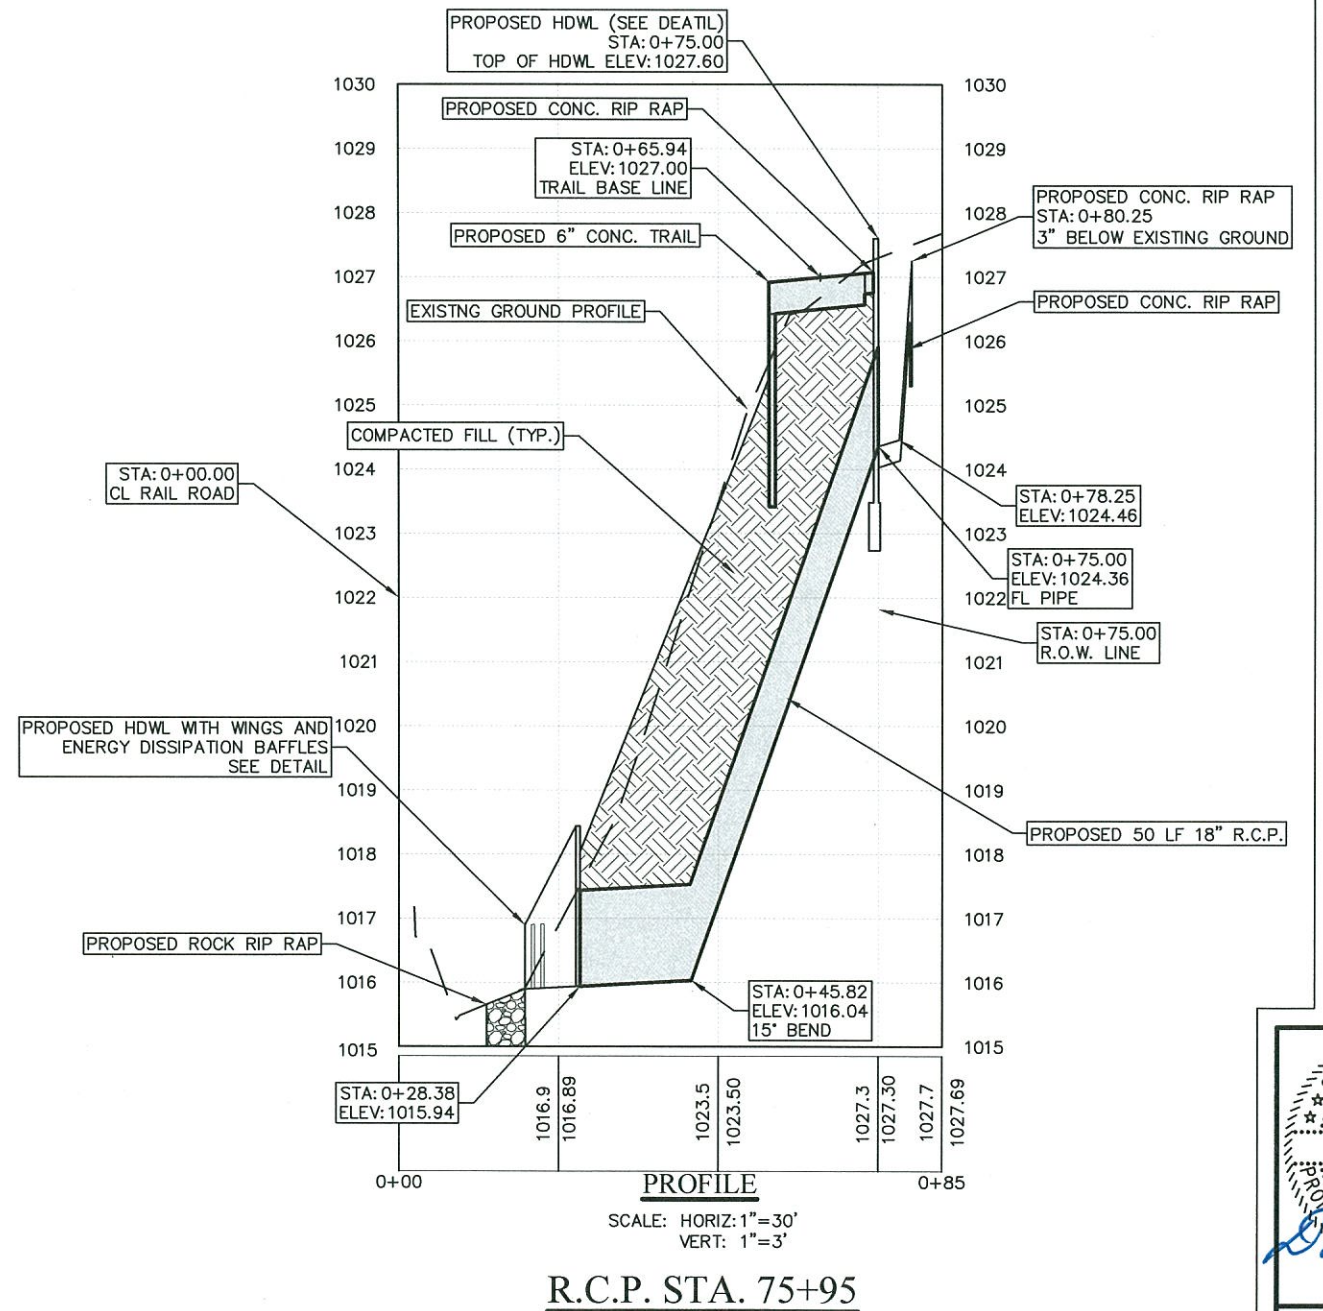 PROPOSED HDWL (SEE DEATIL)
STA: 0+75.00
TOP OF HDWL ELEV: 1027.60
1030
1030
PROPOSED CONC. RIP RAP
1029
1029
STA: 0+65.94
ELEV: 1027.00
TRAIL BASE LINE
PROPOSED CONC. RIP RAP
STA: 0+80.25
3" BELOW EXISTING GROUND
1028
1028
PROPOSED 6" CONC. TRAIL
1027
1027
EXISTNG GROUND PROFILE
PROPOSED CONC. RIP RAP
1026
1026
1025
1025
COMPACTED FILL (TYP.)
1024
1024
STA: 0+00.00
CL RAIL ROAD
STA: 0+78.25
ELEV: 1024.46
1023
1023
STA: 0+75.00
ELEV: 1024.36
FL PIPE
1022
1022
STA: 0+75.00
R.O.W. LINE
1021
1021
PROPOSED HDWL WITH WINGS AND
ENERGY DISSIPATION BAFFLES
SEE DETAIL
1020
1020
1019
1019
PROPOSED 50 LF 18" R.C.P.
1018
1018
1017
1017
PROPOSED ROCK RIP RAP
1016
1016
STA: 0+45.82
ELEV: 1016.04
15° BEND
1015
1015
STA: 0+28.38
ELEV: 1015.94
1016.9
1016.89
1023.5
1023.50
1027.3
1027.30
1027.7
1027.69
0+00
0+85
PROFILE
SCALE: HORIZ: 1"=30'
VERT: 1"=3'
R.C.P. STA. 75+95